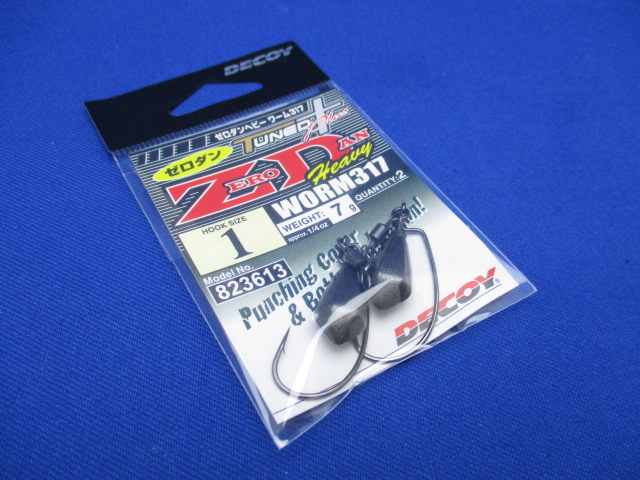 DECOY
ゼロダンヘビー ワーム317
TUNED Plus
ゼロダン
ZERO DAN
Heavy
WORM317
HOOK SIZE
1
WEIGHT: 7g
QUANTITY:2
approx.1/4 oz
Model No.
823613
Punching Cover
& Bot
DECOY